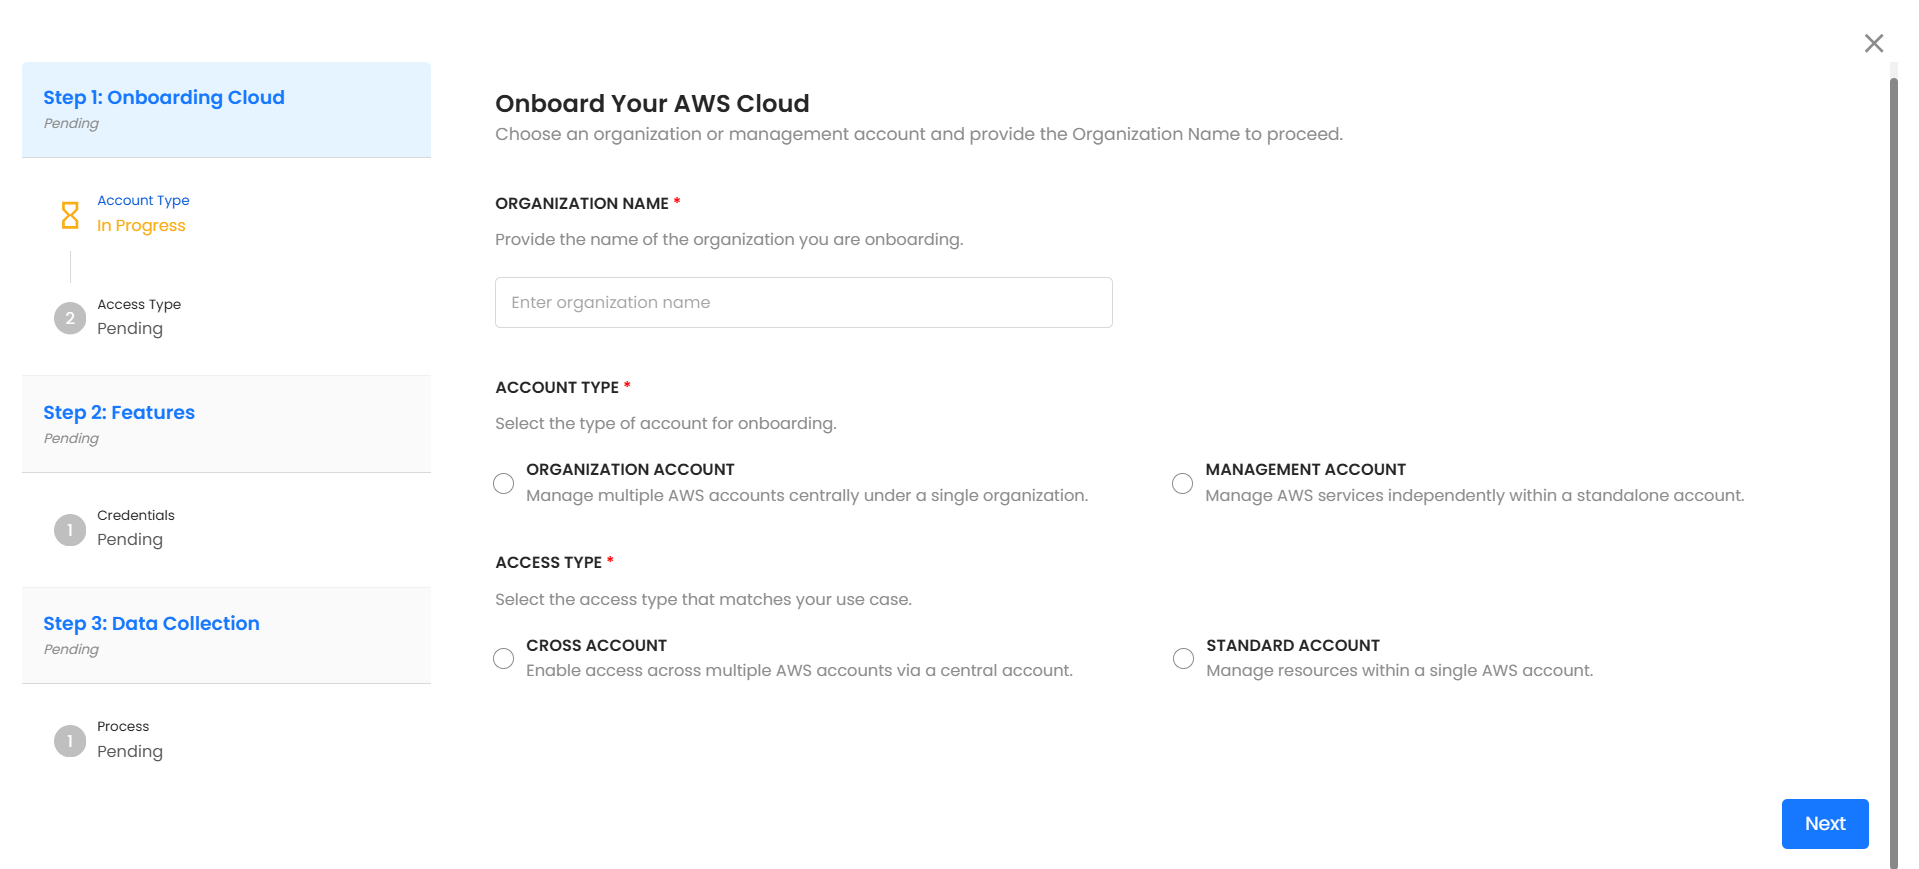 Step 1: Onboarding Cloud
Pending
Account Type
In Progress
2
Access Type
Pending
Step 2: Features
Pending
1
Credentials
Pending
Step 3: Data Collection
Pending
1
Process
Pending
Onboard Your AWS Cloud
Choose an organization or management account and provide the Organization Name to proceed.
ORGANIZATION NAME *
Provide the name of the organization you are onboarding.
Enter organization name
ACCOUNT TYPE *
Select the type of account for onboarding.
ORGANIZATION ACCOUNT
Manage multiple AWS accounts centrally under a single organization.
MANAGEMENT ACCOUNT
Manage AWS services independently within a standalone account.
ACCESS TYPE *
Select the access type that matches your use case.
CROSS ACCOUNT
Enable access across multiple AWS accounts via a central account.
STANDARD ACCOUNT
Manage resources within a single AWS account.
Next